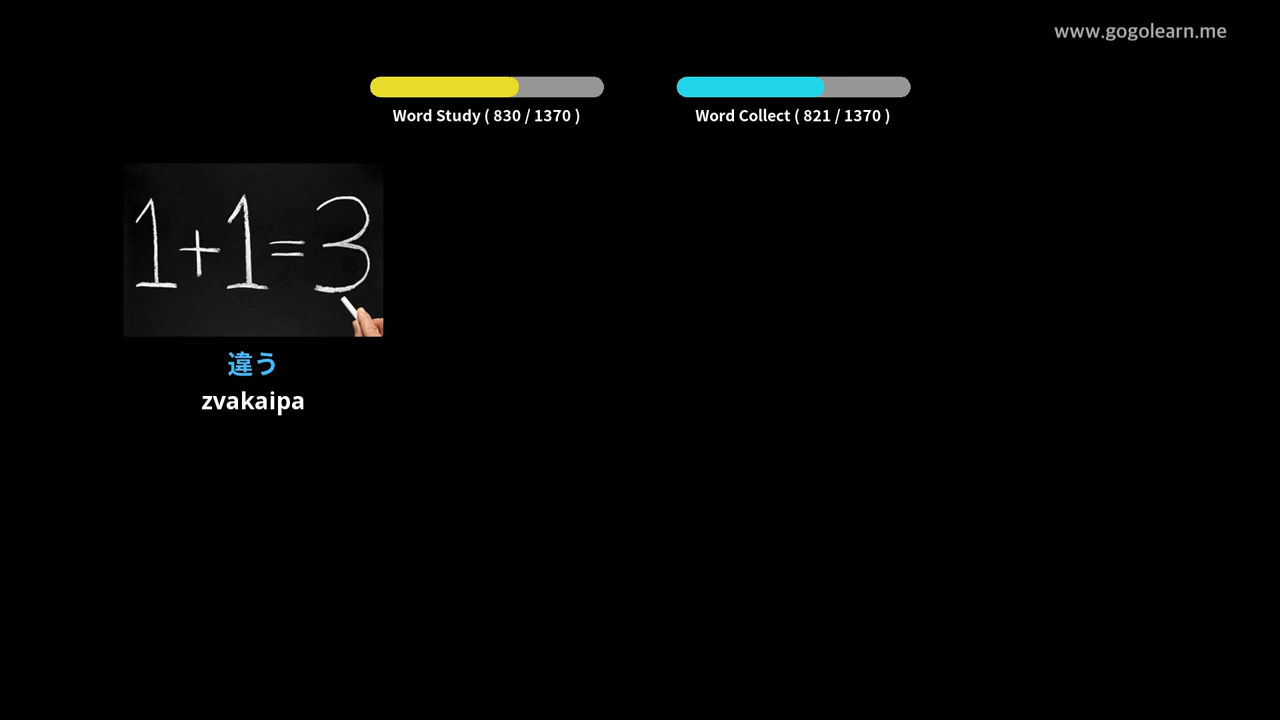 www.gogolearn.me
Word Study ( 830 / 1370 )
Word Collect ( 821 / 1370 )
1+1=3
違う
zvakaipa